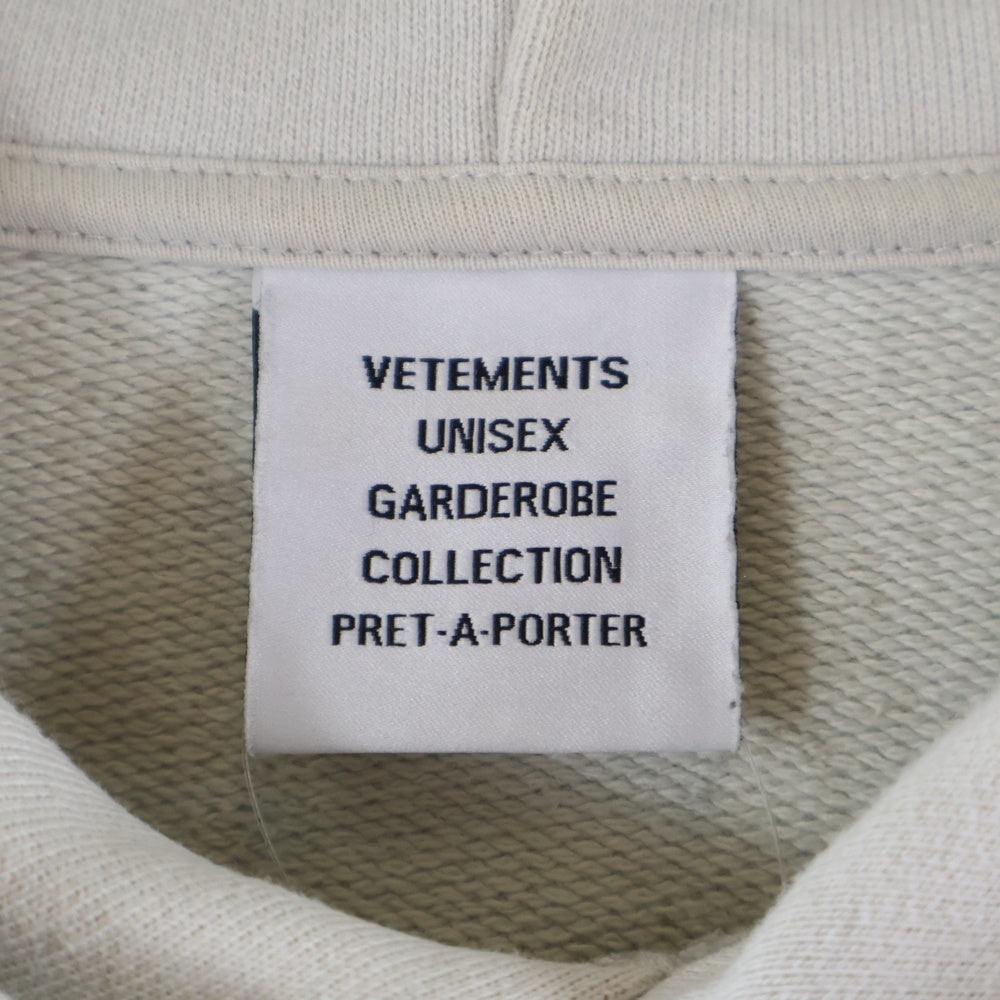 VETEMENTS
UNISEX
GARDEROBE
COLLECTION
PRET-A-PORTER